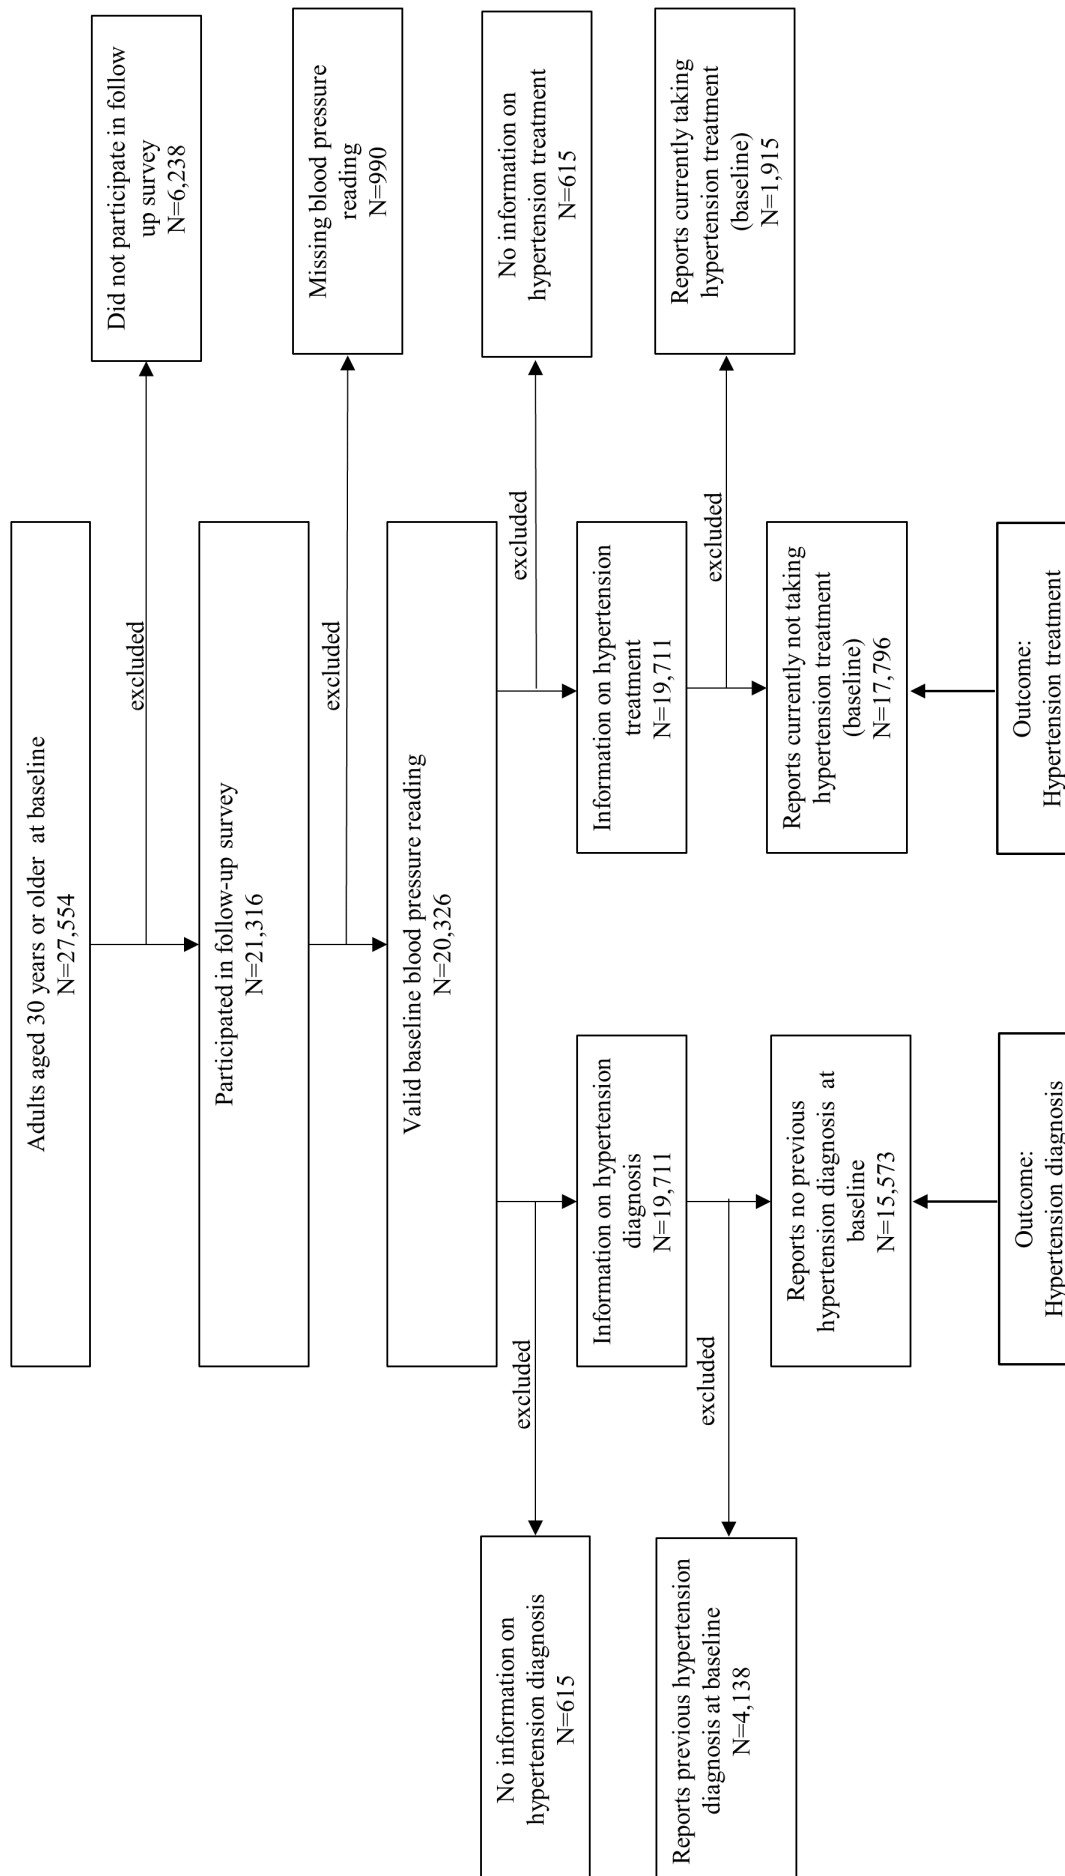 Adults aged 30 years or older at baseline
N=27,554
excluded
Did not participate in follow
up survey
N=6,238
Participated in follow-up survey
N=21,316
excluded
Missing blood pressure
reading
N=990
Valid baseline blood pressure reading
N=20,326
excluded
No information on
hypertension diagnosis
N=615
excluded
No information on
hypertension treatment
N=615
Information on hypertension
diagnosis
N=19,711
Information on hypertension
treatment
N=19,711
excluded
Reports previous hypertension
diagnosis at baseline
N=4,138
excluded
Reports currently taking
hypertension treatment
(baseline)
N=1,915
Reports no previous
hypertension diagnosis at
baseline
N=15,573
Reports currently not taking
hypertension treatment
(baseline)
N=17,796
Outcome:
Hypertension diagnosis
Outcome:
Hypertension treatment